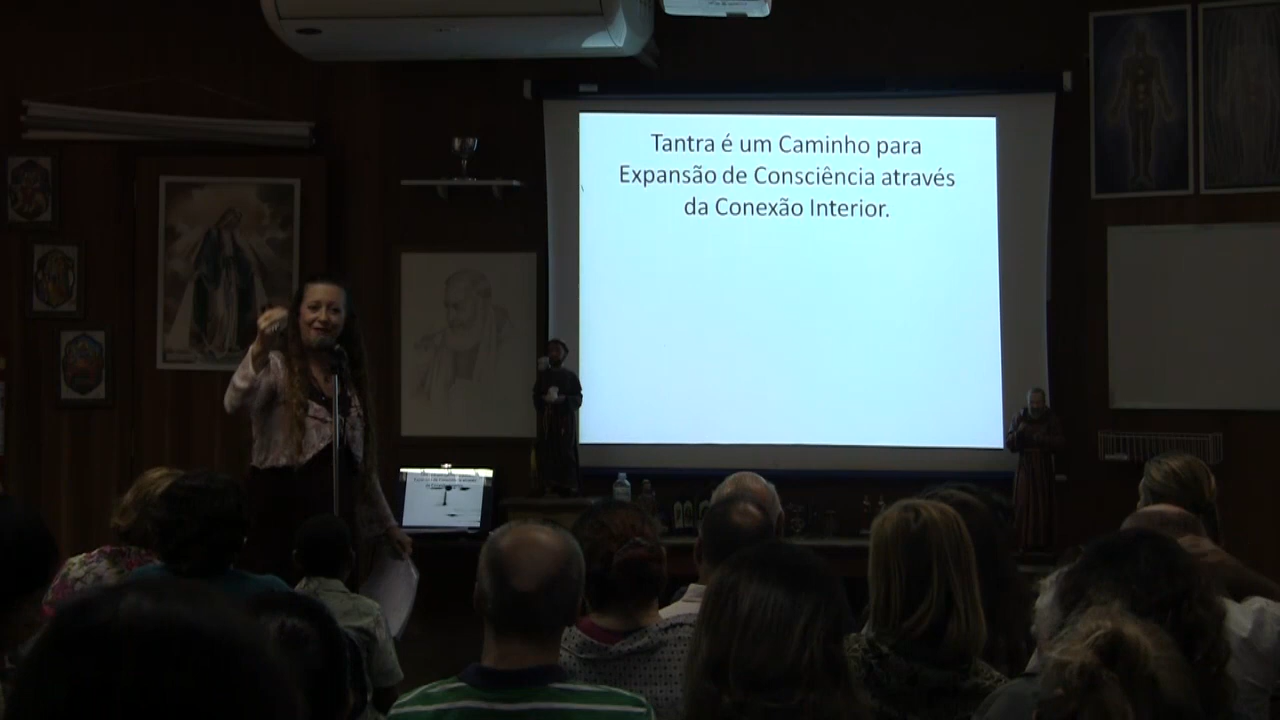 Tantra é um Caminho para
Expansão de Consciência através
da Conexão Interior.